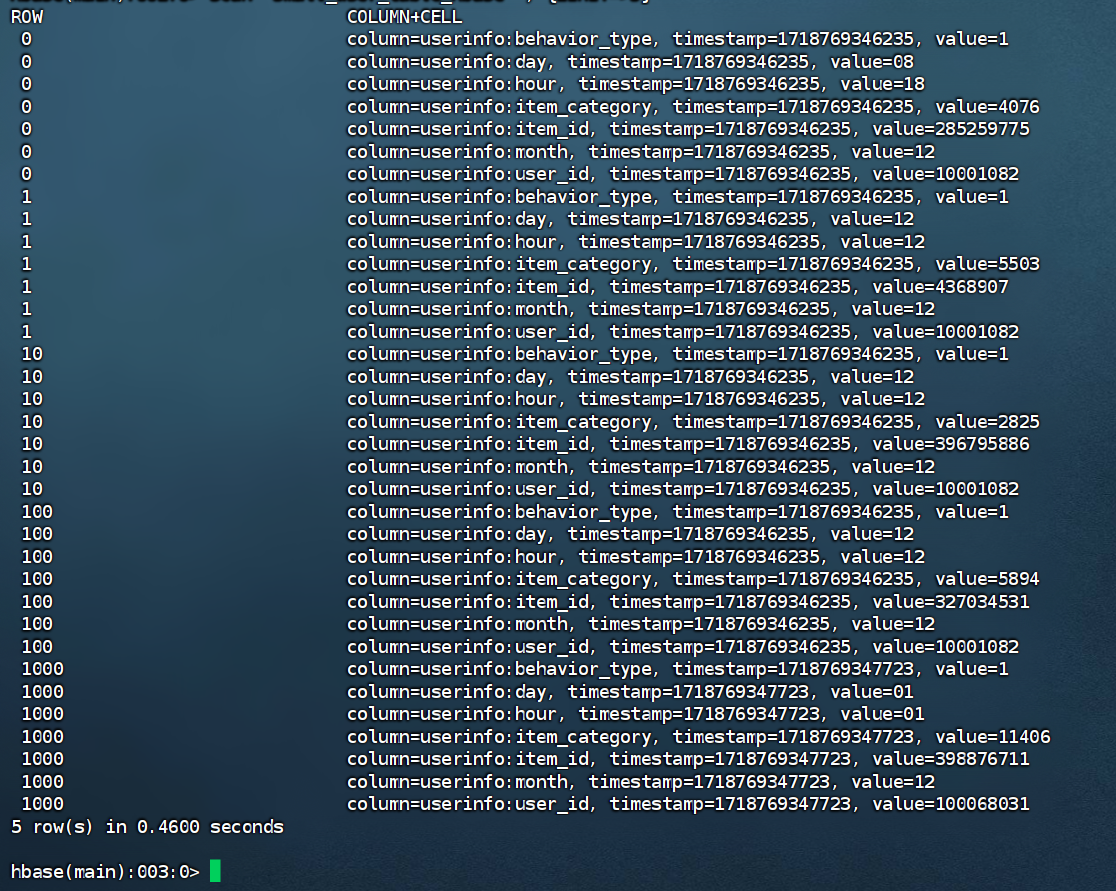 ROW COLUMN+CELL
0 column=userinfo:behavior_type, timestamp=1718769346235, value=1
0 column=userinfo:day, timestamp=1718769346235, value=08
0 column=userinfo:hour, timestamp=1718769346235, value=18
0 column=userinfo:item_category, timestamp=1718769346235, value=4076
0 column=userinfo:item_id, timestamp=1718769346235, value=285259775
0 column=userinfo:month, timestamp=1718769346235, value=12
0 column=userinfo:user_id, timestamp=1718769346235, value=10001082
1 column=userinfo:behavior_type, timestamp=1718769346235, value=1
1 column=userinfo:day, timestamp=1718769346235, value=12
1 column=userinfo:hour, timestamp=1718769346235, value=12
1 column=userinfo:item_category, timestamp=1718769346235, value=5503
1 column=userinfo:item_id, timestamp=1718769346235, value=4368907
1 column=userinfo:month, timestamp=1718769346235, value=12
1 column=userinfo:user_id, timestamp=1718769346235, value=10001082
10 column=userinfo:behavior_type, timestamp=1718769346235, value=1
10 column=userinfo:day, timestamp=1718769346235, value=12
10 column=userinfo:hour, timestamp=1718769346235, value=12
10 column=userinfo:item_category, timestamp=1718769346235, value=2825
10 column=userinfo:item_id, timestamp=1718769346235, value=396795886
10 column=userinfo:month, timestamp=1718769346235, value=12
10 column=userinfo:user_id, timestamp=1718769346235, value=10001082
100 column=userinfo:behavior_type, timestamp=1718769346235, value=1
100 column=userinfo:day, timestamp=1718769346235, value=12
100 column=userinfo:hour, timestamp=1718769346235, value=12
100 column=userinfo:item_category, timestamp=1718769346235, value=5894
100 column=userinfo:item_id, timestamp=1718769346235, value=327034531
100 column=userinfo:month, timestamp=1718769346235, value=12
100 column=userinfo:user_id, timestamp=1718769346235, value=10001082
1000 column=userinfo:behavior_type, timestamp=1718769347723, value=1
1000 column=userinfo:day, timestamp=1718769347723, value=01
1000 column=userinfo:hour, timestamp=1718769347723, value=01
1000 column=userinfo:item_category, timestamp=1718769347723, value=11406
1000 column=userinfo:item_id, timestamp=1718769347723, value=398876711
1000 column=userinfo:month, timestamp=1718769347723, value=12
1000 column=userinfo:user_id, timestamp=1718769347723, value=100068031
5 row(s) in 0.4600 seconds
hbase(main):003:0>